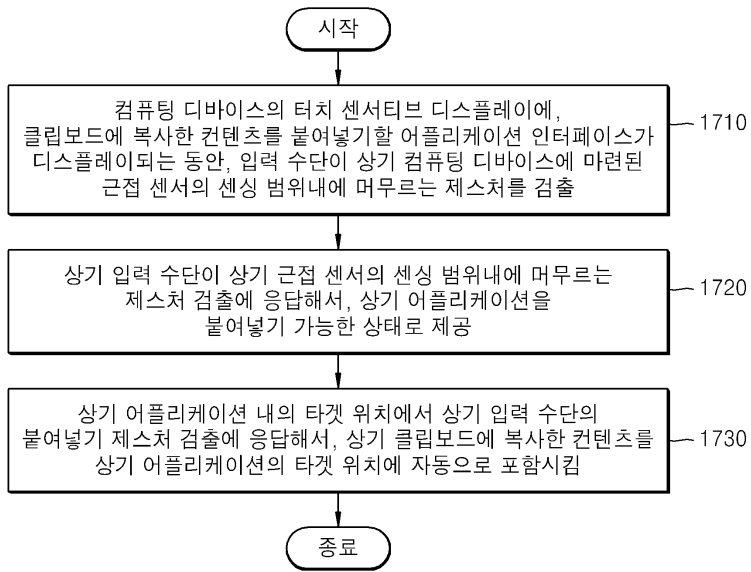 시작
컴퓨팅 디바이스의 터치 센서티브 디스플레이에,
클립보드에 복사한 컨텐츠를 붙여넣기할 어플리케이션 인터페이스가
디스플레이되는 동안, 입력 수단이 상기 컴퓨팅 디바이스에 마련된
근접 센서의 센싱 범위내에 머무르는 제스처를 검출
1710
상기 입력 수단이 상기 근접 센서의 센싱 범위내에 머무르는
제스처 검출에 응답해서, 상기 어플리케이션을
붙여넣기 가능한 상태로 제공
1720
상기 어플리케이션 내의 타겟 위치에서 상기 입력 수단의
붙여넣기 제스처 검출에 응답해서, 상기 클립보드에 복사한 컨텐츠를
상기 어플리케이션의 타겟 위치에 자동으로 포함시킴
1730
종료